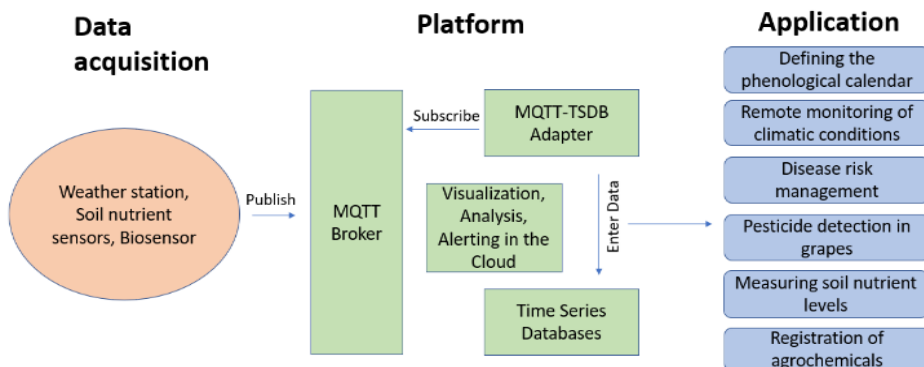 Data
acquisition
Platform
Application
Weather station,
Soil nutrient
sensors, Biosensor
Publish
MQTT
Broker
Subscribe
MQTT-TSDB
Adapter
Visualization,
Analysis,
Alerting in the
Cloud
Enter Data
Time Series
Databases
Defining the
phenological calendar
Remote monitoring of
climatic conditions
Disease risk
management
Pesticide detection in
grapes
Measuring soil nutrient
levels
Registration of
agrochemicals